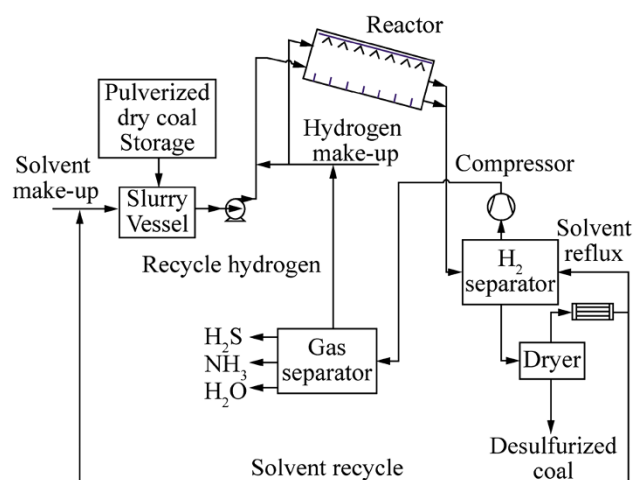 Reactor
Pulverized
dry coal
Storage
Hydrogen
make-up
Solvent
make-up
Compressor
Slurry
Vessel
Solvent
reflux
H₂
separator
Recycle hydrogen
H₂S
NH₃
H₂O
Gas
separator
Dryer
Desulfurized
coal
Solvent recycle